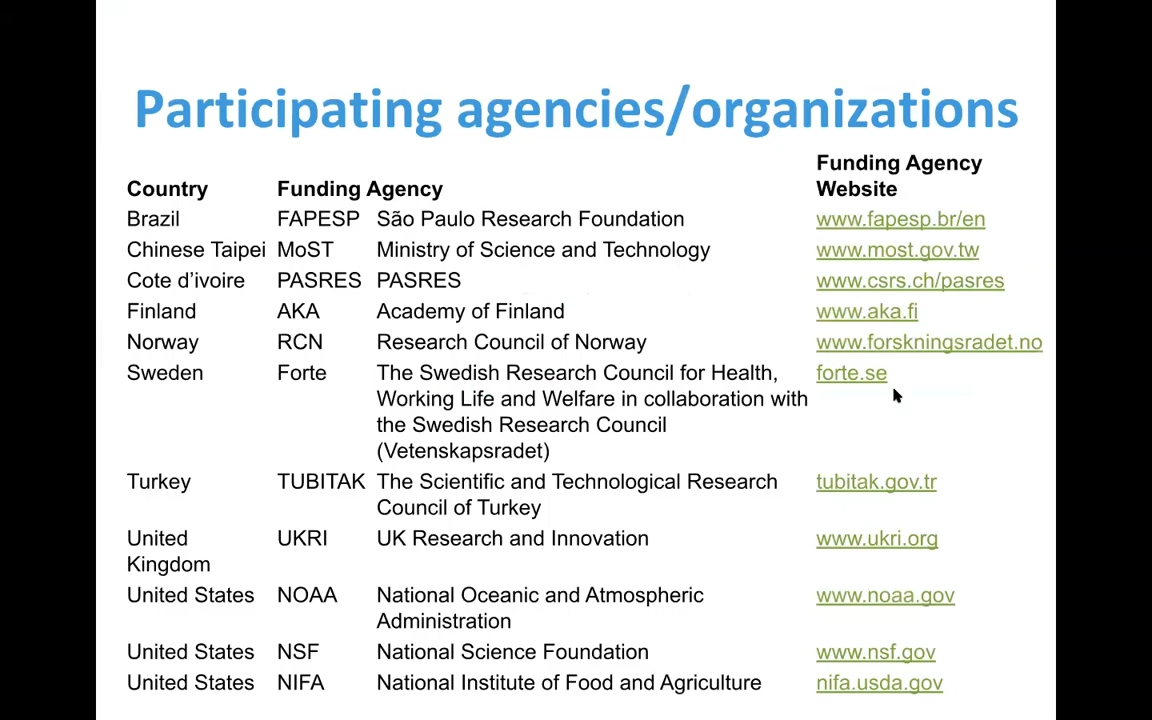 Participating agencies/organizations
Funding Agency
Country Funding Agency Website
Brazil FAPESP São Paulo Research Foundation www.fapesp.br/en
Chinese Taipei MoST Ministry of Science and Technology www.most.gov.tw
Cote d’ivoire PASRES PASRES www.csrs.ch/pasres
Finland AKA Academy of Finland www.aka.fi
Norway RCN Research Council of Norway www.forskningsradet.no
Sweden Forte The Swedish Research Council for Health, forte.se
Working Life and Welfare in collaboration with
the Swedish Research Council
(Vetenskapsradet)
Turkey TUBITAK The Scientific and Technological Research tubitak.gov.tr
Council of Turkey
United UKRI UK Research and Innovation www.ukri.org
Kingdom
United States NOAA National Oceanic and Atmospheric www.noaa.gov
Administration
United States NSF National Science Foundation www.nsf.gov
United States NIFA National Institute of Food and Agriculture nifa.usda.gov